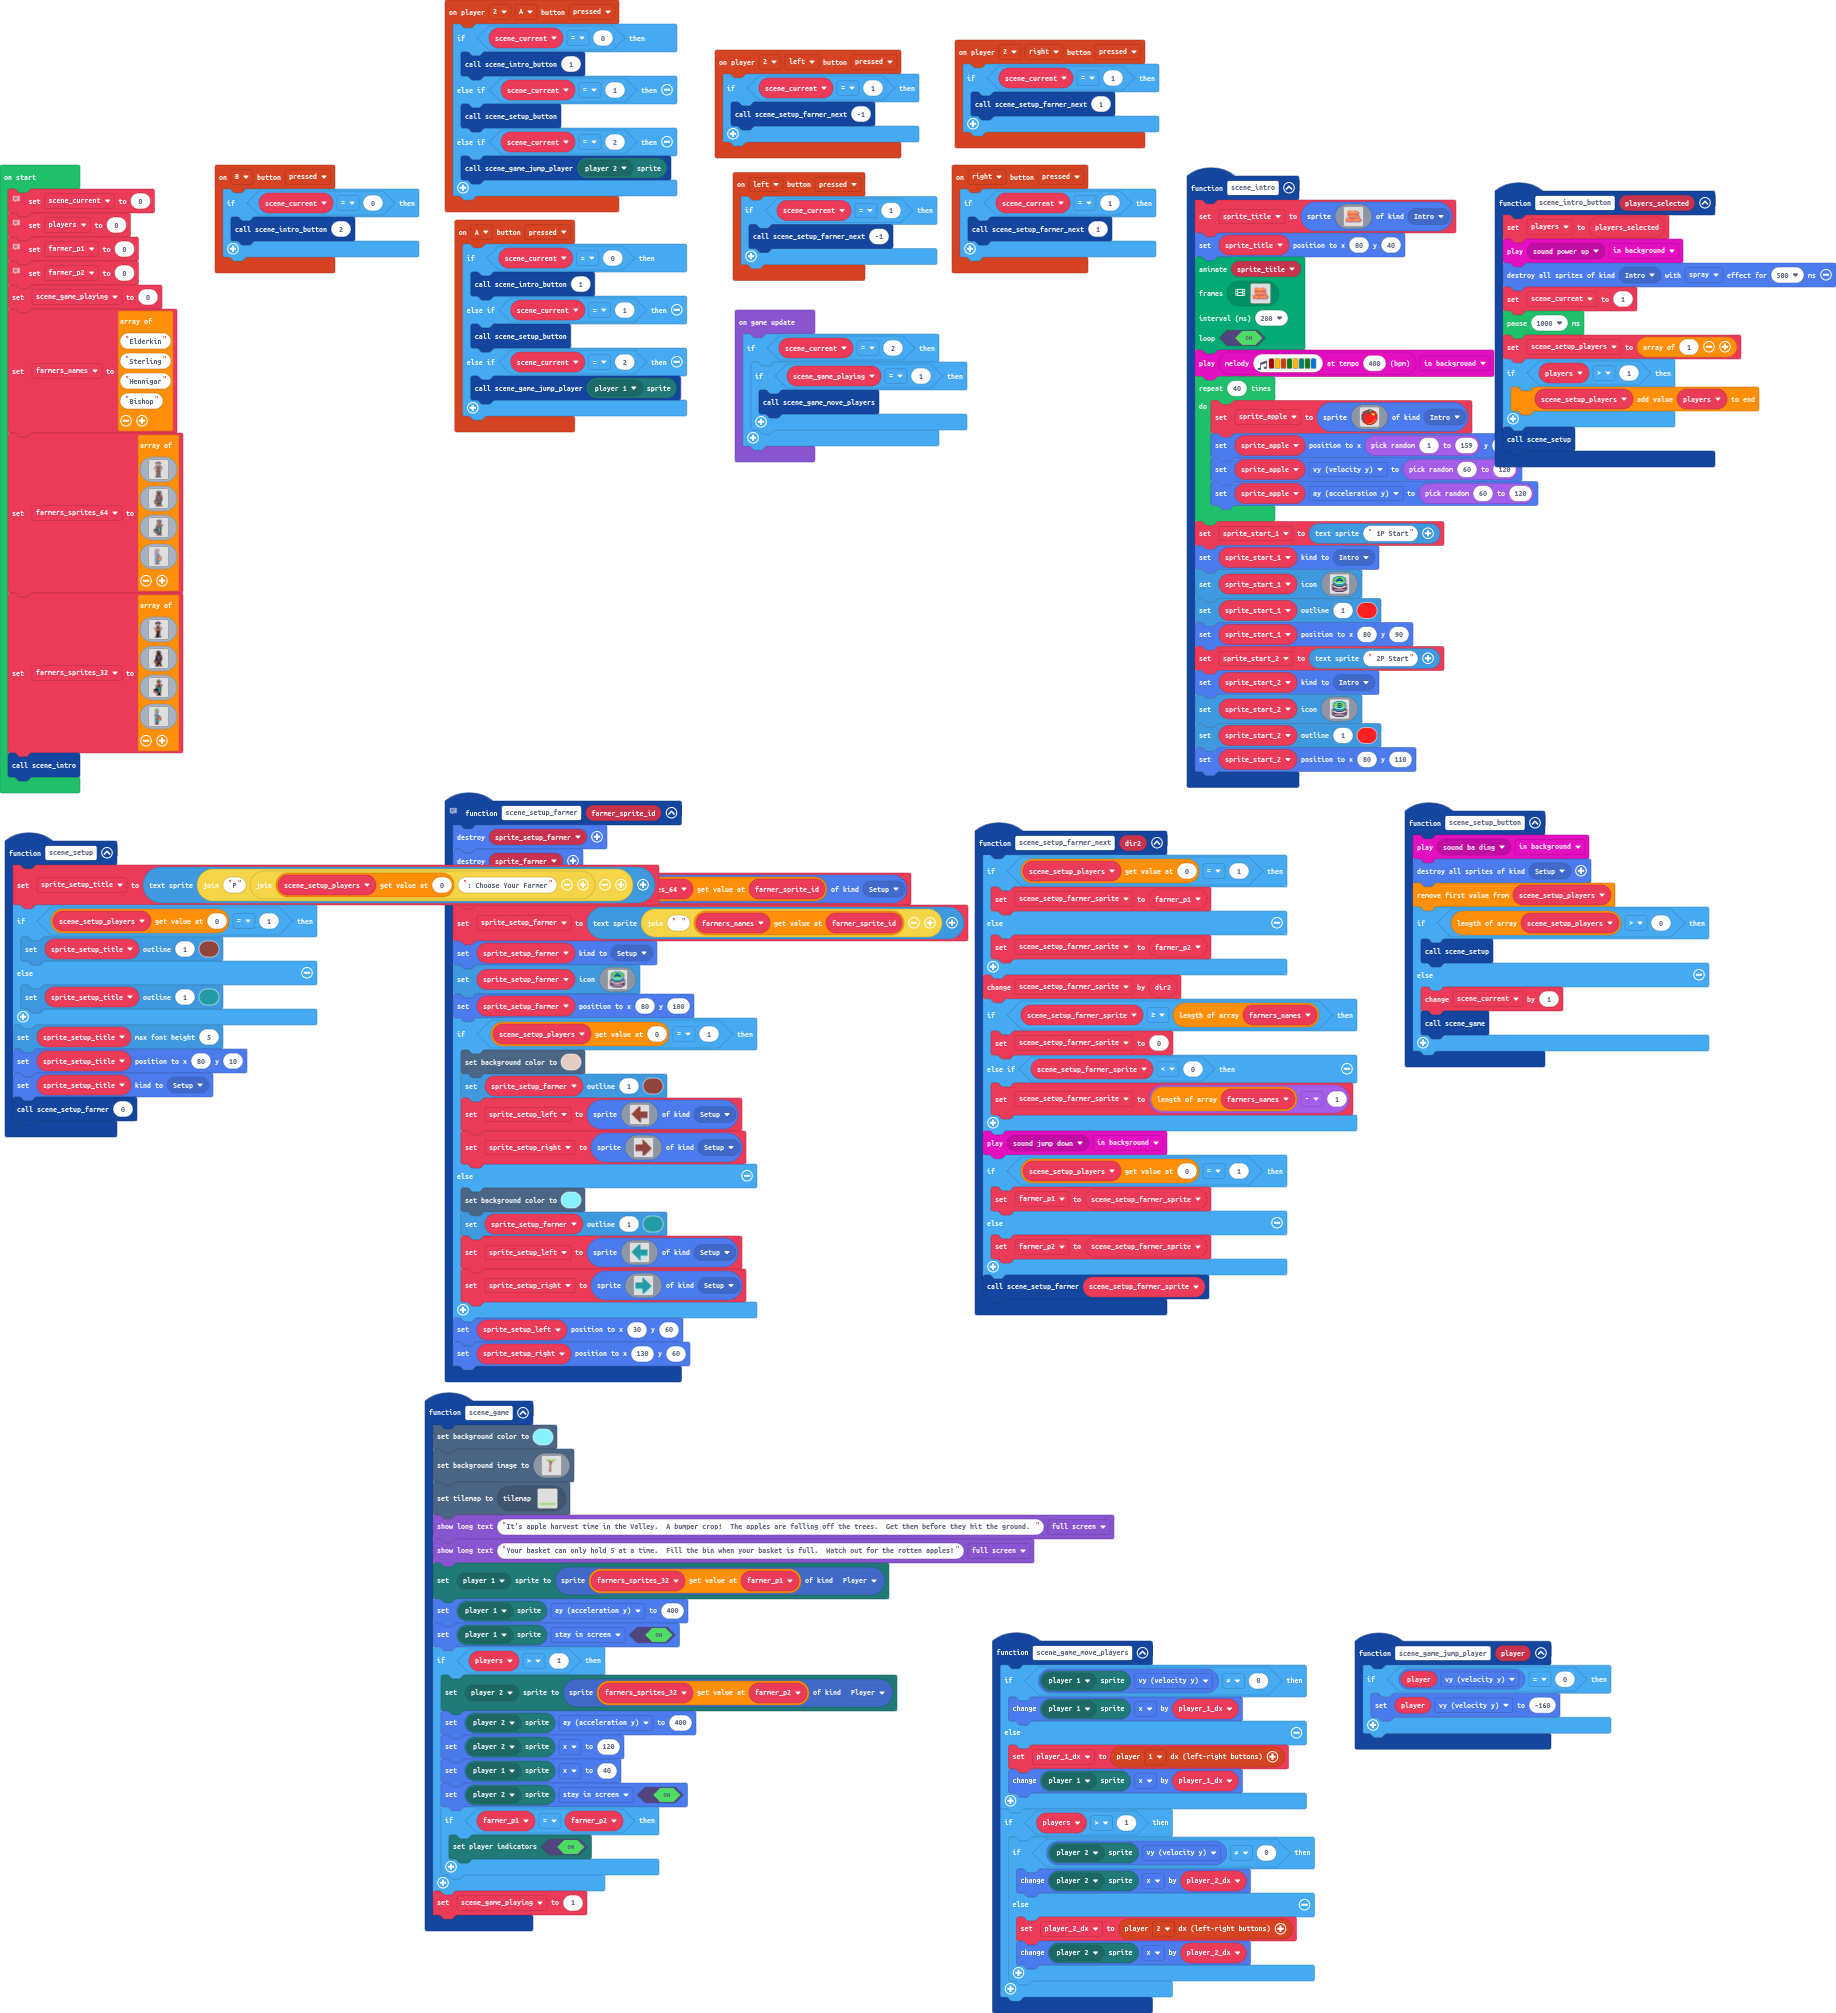 on start
set scene_current to 0
set players to 0
set farmer_p1 to 0
set farmer_p2 to 0
set scene_game_playing to 0
set farmers_names to array of
"Elderkin"
"Sterling"
"Hennigar"
"Bishop"
set farmers_sprites_64 to array of
set farmers_sprites_32 to array of
call scene_intro
on B button pressed
if scene_current = 0 then
call scene_intro_button 2
on player 2 A button pressed
if scene_current = 0 then
call scene_intro_button 1
else if scene_current = 1 then
call scene_setup_button
else if scene_current = 2 then
call scene_game_jump_player player 2 sprite
on A button pressed
if scene_current = 0 then
call scene_intro_button 1
else if scene_current = 1 then
call scene_setup_button
else if scene_current = 2 then
call scene_game_jump_player player 1 sprite
on player 2 left button pressed
if scene_current = 1 then
call scene_setup_farmer_next -1
on left button pressed
if scene_current = 1 then
call scene_setup_farmer_next -1
on game update
if scene_current = 2 then
if scene_game_playing = 1 then
call scene_game_move_players
on player 2 right button pressed
if scene_current = 1 then
call scene_setup_farmer_next 1
on right button pressed
if scene_current = 1 then
call scene_setup_farmer_next 1
function scene_intro
set sprite_title to sprite of kind Intro
set sprite_title position to x 80 y 40
animate sprite_title
frames
interval (ms) 200
loop ON
play melody at tempo 400 (bpm) in background
repeat 40 times
do
set sprite_apple to sprite of kind Intro
set sprite_apple position to x pick random 1 to 159 y
set sprite_apple vy (velocity y) to pick random 60 to 120
set sprite_apple ay (acceleration y) to pick random 60 to 120
set sprite_start_1 to text sprite " 1P Start"
set sprite_start_1 kind to Intro
set sprite_start_1 icon
set sprite_start_1 outline 1
set sprite_start_1 position to x 80 y 90
set sprite_start_2 to text sprite " 2P Start"
set sprite_start_2 kind to Intro
set sprite_start_2 icon
set sprite_start_2 outline 1
set sprite_start_2 position to x 80 y 110
function scene_intro_button players_selected
set players to players_selected
play sound power up in background
destroy all sprites of kind Intro with spray effect for 500 ms
set scene_current to 1
pause 1000 ms
set scene_setup_players to array of 1
if players > 1 then
scene_setup_players add value players to end
call scene_setup
function scene_setup
set sprite_setup_title to text sprite join "P" join scene_setup_players get value at 0 ": Choose Your Farmer"
if scene_setup_players get value at 0 = 1 then
set sprite_setup_title outline 1
else
set sprite_setup_title outline 1
set sprite_setup_title max font height 5
set sprite_setup_title position to x 80 y 10
set sprite_setup_title kind to Setup
call scene_setup_farmer 0
function scene_setup_farmer farmer_sprite_id
destroy sprite_setup_farmer
destroy sprite_farmer
s_64 get value at farmer_sprite_id of kind Setup
set sprite_setup_farmer to text sprite join " " farmers_names get value at farmer_sprite_id
set sprite_setup_farmer kind to Setup
set sprite_setup_farmer icon
set sprite_setup_farmer position to x 80 y 100
if scene_setup_players get value at 0 = 1 then
set background color to
set sprite_setup_farmer outline 1
set sprite_setup_left to sprite of kind Setup
set sprite_setup_right to sprite of kind Setup
else
set background color to
set sprite_setup_farmer outline 1
set sprite_setup_left to sprite of kind Setup
set sprite_setup_right to sprite of kind Setup
set sprite_setup_left position to x 30 y 60
set sprite_setup_right position to x 130 y 60
function scene_setup_farmer_next dir2
if scene_setup_players get value at 0 = 1 then
set scene_setup_farmer_sprite to farmer_p1
else
set scene_setup_farmer_sprite to farmer_p2
change scene_setup_farmer_sprite by dir2
if scene_setup_farmer_sprite ≥ length of array farmers_names then
set scene_setup_farmer_sprite to 0
else if scene_setup_farmer_sprite < 0 then
set scene_setup_farmer_sprite to length of array farmers_names - 1
play sound jump down in background
if scene_setup_players get value at 0 = 1 then
set farmer_p1 to scene_setup_farmer_sprite
else
set farmer_p2 to scene_setup_farmer_sprite
call scene_setup_farmer scene_setup_farmer_sprite
function scene_setup_button
play sound ba ding in background
destroy all sprites of kind Setup
remove first value from scene_setup_players
if length of array scene_setup_players > 0 then
call scene_setup
else
change scene_current by 1
call scene_game
function scene_game
set background color to
set background image to
set tilemap to tilemap
show long text "It's apple harvest time in the Valley.  A bumper crop!  The apples are falling off the trees.  Get them before they hit the ground. " full screen
show long text "Your basket can only hold 5 at a time.  Fill the bin when your basket is full.  Watch out for the rotten apples!" full screen
set player 1 sprite to sprite farmers_sprites_32 get value at farmer_p1 of kind Player
set player 1 sprite ay (acceleration y) to 400
set player 1 sprite stay in screen ON
if players > 1 then
set player 2 sprite to sprite farmers_sprites_32 get value at farmer_p2 of kind Player
set player 2 sprite ay (acceleration y) to 400
set player 2 sprite x to 120
set player 1 sprite x to 40
set player 2 sprite stay in screen ON
if farmer_p1 = farmer_p2 then
set player indicators ON
set scene_game_playing to 1
function scene_game_move_players
if player 1 sprite vy (velocity y) ≠ 0 then
change player 1 sprite x by player_1_dx
else
set player_1_dx to player 1 dx (left-right buttons)
change player 1 sprite x by player_1_dx
if players > 1 then
if player 2 sprite vy (velocity y) ≠ 0 then
change player 2 sprite x by player_2_dx
else
set player_2_dx to player 2 dx (left-right buttons)
change player 2 sprite x by player_2_dx
function scene_game_jump_player player
if player vy (velocity y) = 0 then
set player vy (velocity y) to -160